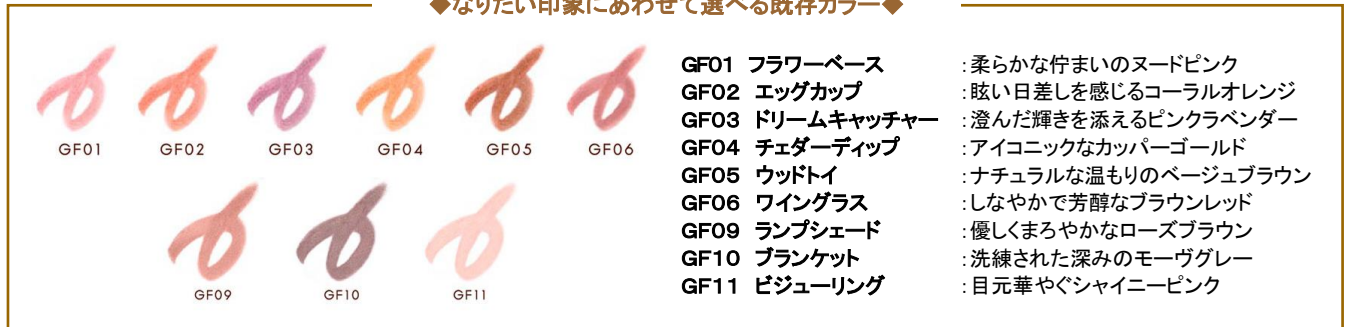 ◆なりたい印象にあわせて選べる既存カラー◆
GF01 GF02 GF03 GF04 GF05 GF06
GF09 GF10 GF11
GF01 フラワーベース :柔らかな佇まいのヌードピンク
GF02 エッグカップ :眩い日差しを感じるコーラルオレンジ
GF03 ドリームキャッチャー :澄んだ輝きを添えるピンクラベンダー
GF04 チェダーディップ :アイコニックなカッパーゴールド
GF05 ウッドトイ :ナチュラルな温もりのベージュブラウン
GF06 ワイングラス :しなやかで芳醇なブラウンレッド
GF09 ランプシェード :優しくまろやかなローズブラウン
GF10 ブランケット :洗練された深みのモーヴグレー
GF11 ビジューリング :目元華やぐシャイニーピンク